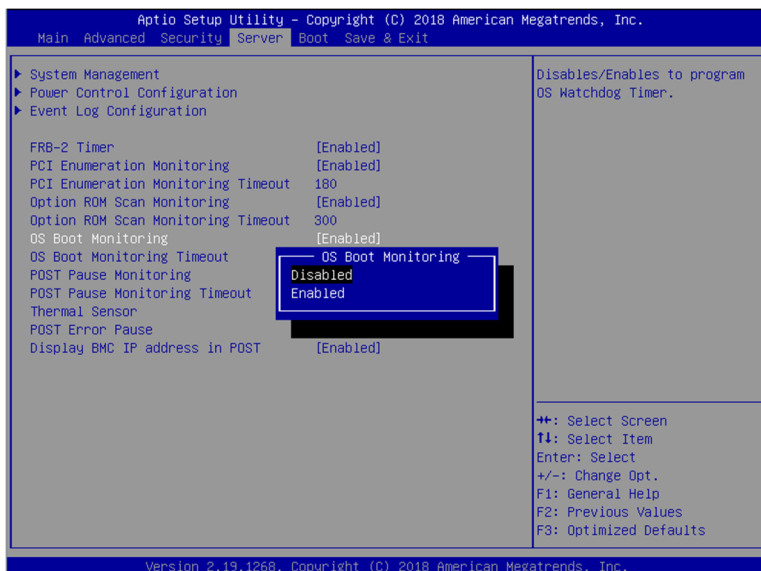 Aptio Setup Utility – Copyright (C) 2018 American Megatrends, Inc.
Main Advanced Security Server Boot Save & Exit
System Management
Power Control Configuration
Event Log Configuration
FRB-2 Timer [Enabled]
PCI Enumeration Monitoring [Enabled]
PCI Enumeration Monitoring Timeout 180
Option ROM Scan Monitoring [Enabled]
Option ROM Scan Monitoring Timeout 300
OS Boot Monitoring [Enabled]
OS Boot Monitoring Timeout
POST Pause Monitoring
POST Pause Monitoring Timeout
Thermal Sensor
POST Error Pause
Display BMC IP address in POST [Enabled]
OS Boot Monitoring
Disabled
Enabled
Disables/Enables to program
OS Watchdog Timer.
→←: Select Screen
↑↓: Select Item
Enter: Select
+/-: Change Opt.
F1: General Help
F2: Previous Values
F3: Optimized Defaults
Version 2.19.1268. Copyright (C) 2018 American Megatrends, Inc.